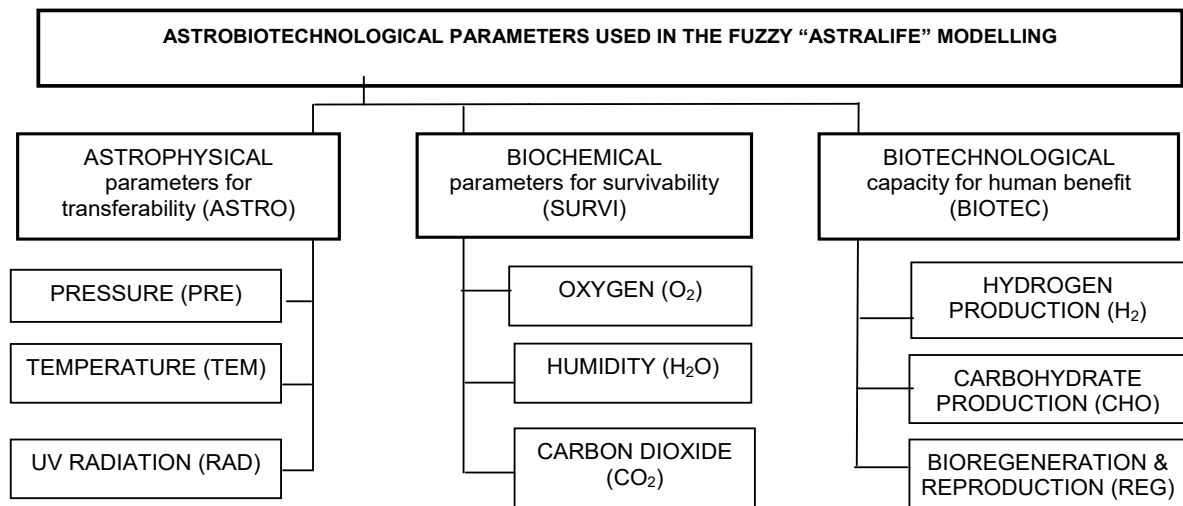 ASTROBIOTECHNOLOGICAL PARAMETERS USED IN THE FUZZY “ASTRALIFE” MODELLING
ASTROPHYSICAL
parameters for
transferability (ASTRO)
BIOCHEMICAL
parameters for survivability
(SURVI)
BIOTECHNOLOGICAL
capacity for human benefit
(BIOTEC)
PRESSURE (PRE)
TEMPERATURE (TEM)
UV RADIATION (RAD)
OXYGEN (O₂)
HUMIDITY (H₂O)
CARBON DIOXIDE
(CO₂)
HYDROGEN
PRODUCTION (H₂)
CARBOHYDRATE
PRODUCTION (CHO)
BIOREGENERATION &
REPRODUCTION (REG)